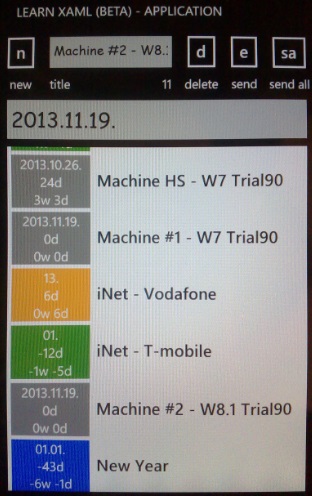 LEARN XAML (BETA) - APPLICATION
n Machine #2 - W8. d e sa
new title 11 delete send send all
2013.11.19.
2013.10.26.
24d
3w 3d
Machine HS - W7 Trial90
2013.11.19.
0d
0w 0d
Machine #1 - W7 Trial90
13.
6d
0w 6d
iNet - Vodafone
01.
-12d
-1w -5d
iNet - T-mobile
2013.11.19.
0d
0w 0d
Machine #2 - W8.1 Trial90
01.01.
-43d
-6w -1d
New Year